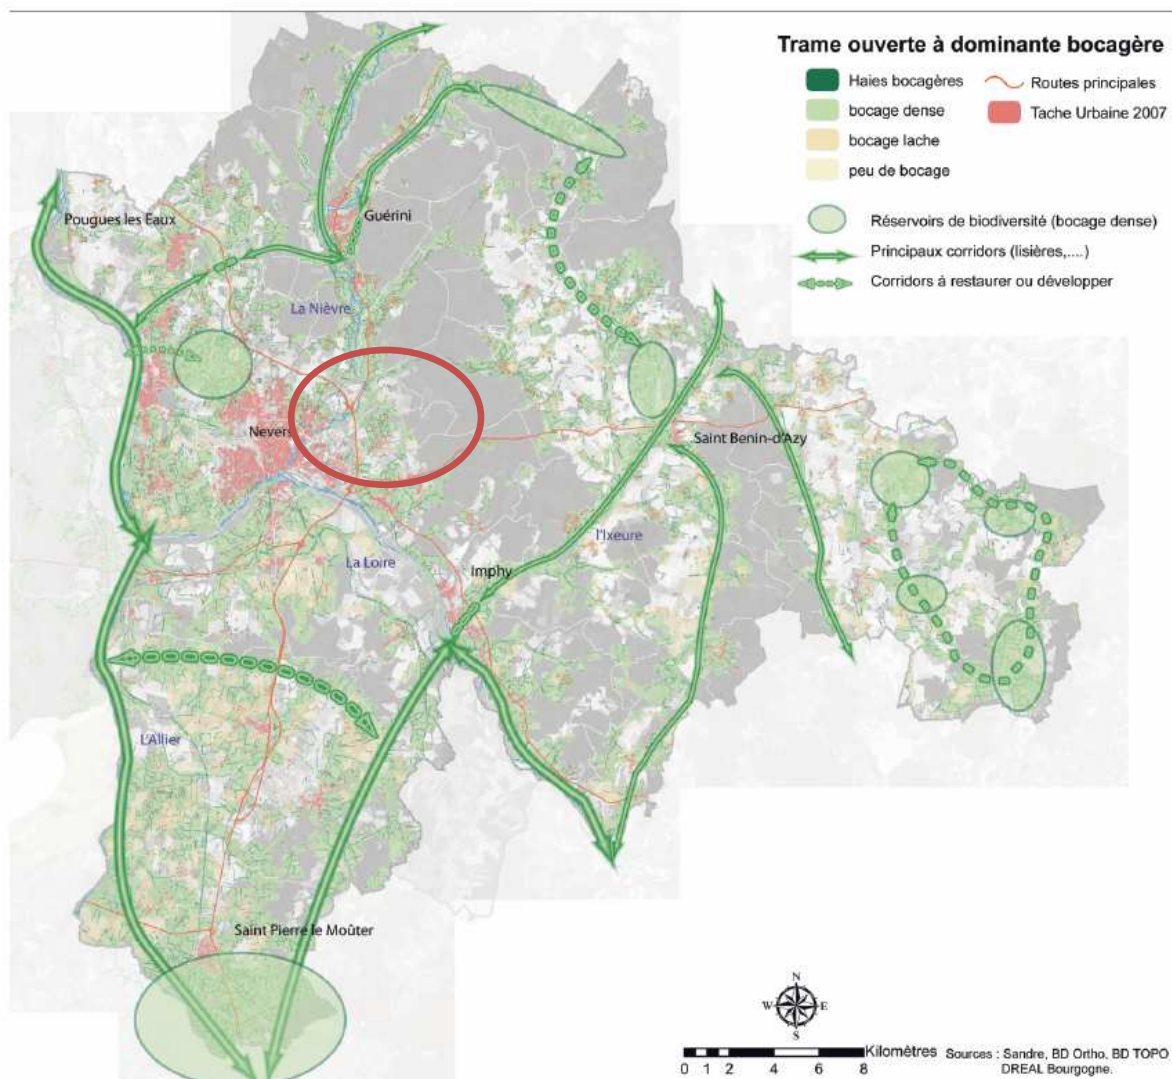 Trame ouverte à dominante bocagère
Haies bocagères
Routes principales
bocage dense
Tache Urbaine 2007
bocage lache
peu de bocage
Réservoirs de biodiversité (bocage dense)
Principaux corridors (lisières,....)
Corridors à restaurer ou développer
Pougues les Eaux
Guérini
La Nièvre
Nevers
Saint Benin-d'Azy
l'Ixeure
La Loire
Imphy
L'Allier
Saint Pierre le Moûter
N
W E
S
Kilomètres
0 1 2 4 6 8
Sources : Sandre, BD Ortho, BD TOPO
DREAL Bourgogne.